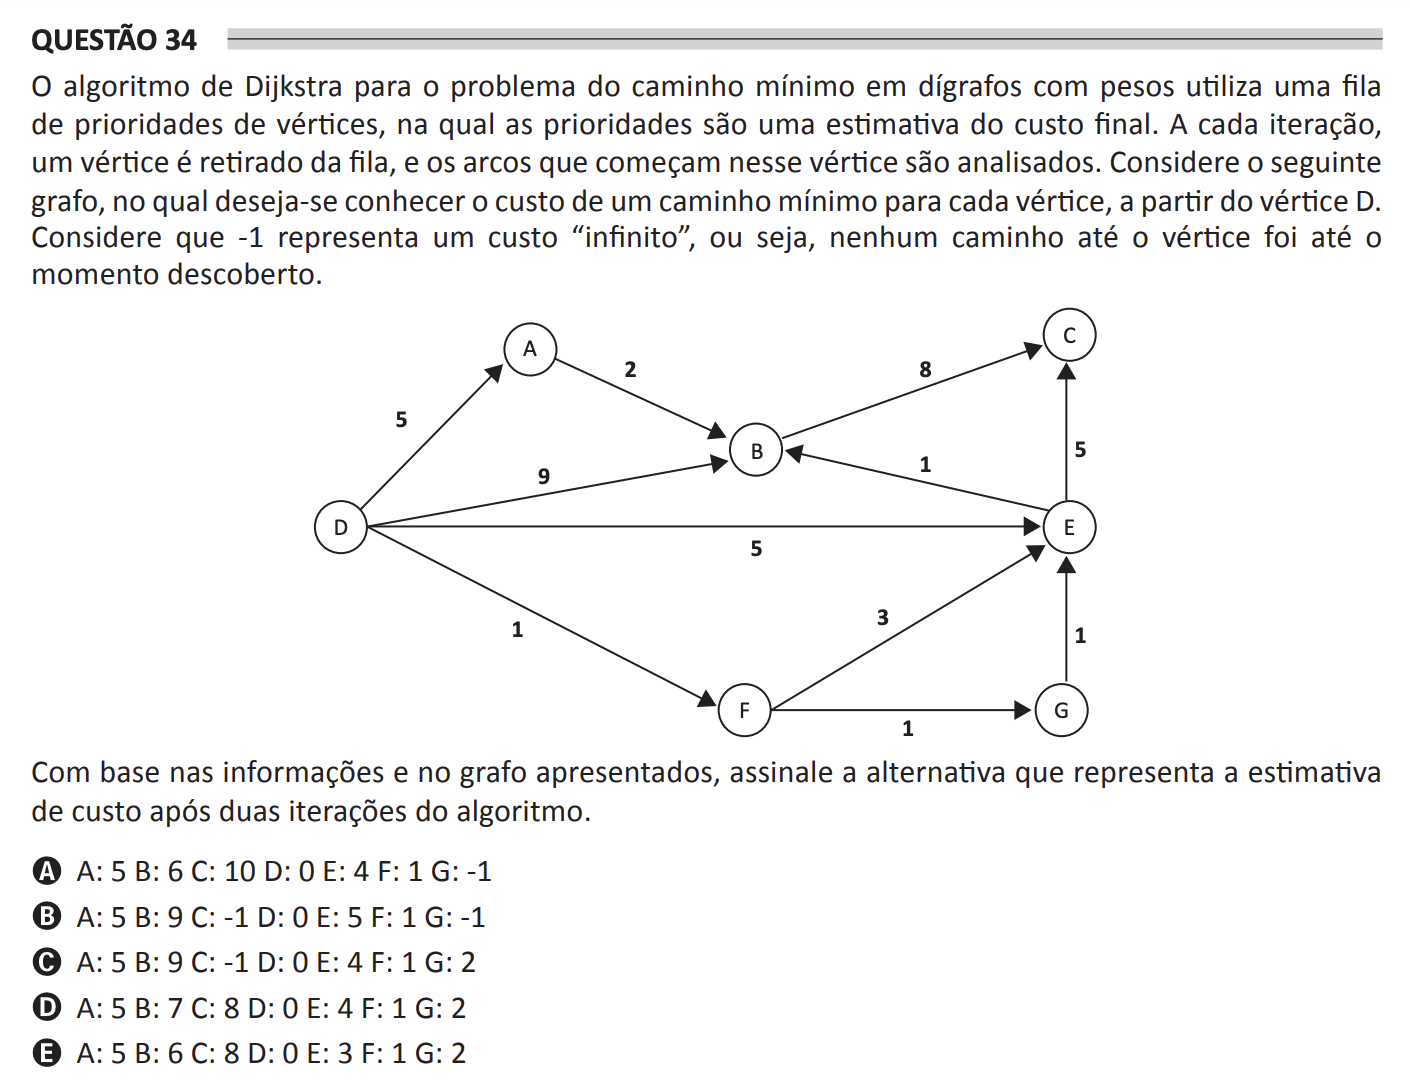 QUESTÃO 34
O algoritmo de Dijkstra para o problema do caminho mínimo em dígrafos com pesos utiliza uma fila
de prioridades de vértices, na qual as prioridades são uma estimativa do custo final. A cada iteração,
um vértice é retirado da fila, e os arcos que começam nesse vértice são analisados. Considere o seguinte
grafo, no qual deseja-se conhecer o custo de um caminho mínimo para cada vértice, a partir do vértice D.
Considere que -1 representa um custo “infinito”, ou seja, nenhum caminho até o vértice foi até o
momento descoberto.
C
A
2
8
5
B
5
1
9
D
E
5
3
1
1
F
G
1
Com base nas informações e no grafo apresentados, assinale a alternativa que representa a estimativa
de custo após duas iterações do algoritmo.
A A: 5 B: 6 C: 10 D: 0 E: 4 F: 1 G: -1
B A: 5 B: 9 C: -1 D: 0 E: 5 F: 1 G: -1
C A: 5 B: 9 C: -1 D: 0 E: 4 F: 1 G: 2
D A: 5 B: 7 C: 8 D: 0 E: 4 F: 1 G: 2
E A: 5 B: 6 C: 8 D: 0 E: 3 F: 1 G: 2